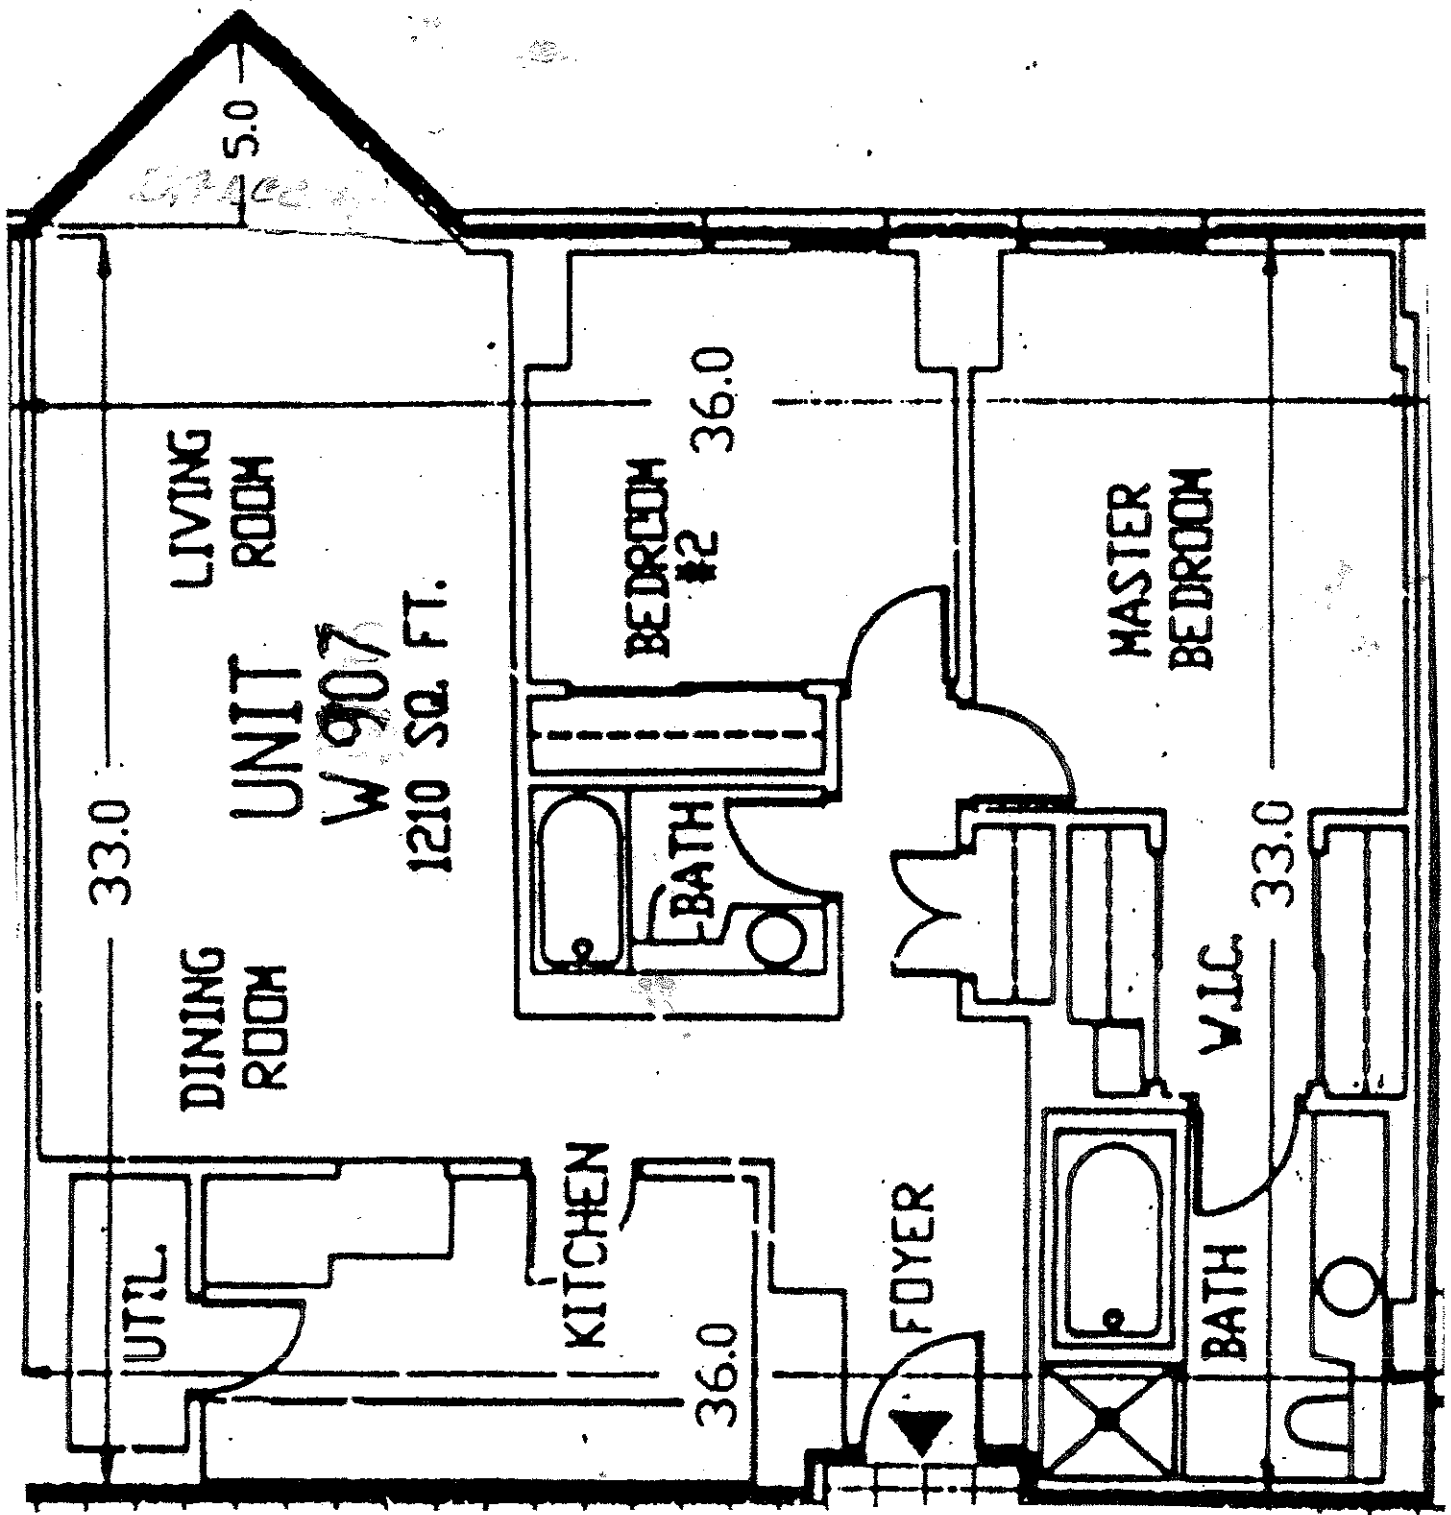 5.0
LIVING
ROOM
36.0
BEDROOM
#2
MASTER
BEDROOM
UNIT
W 907
1210 SQ. FT.
33.0
BATH
33.0
DINING
ROOM
W.I.C.
UTIL.
KITCHEN
FOYER
BATH
36.0